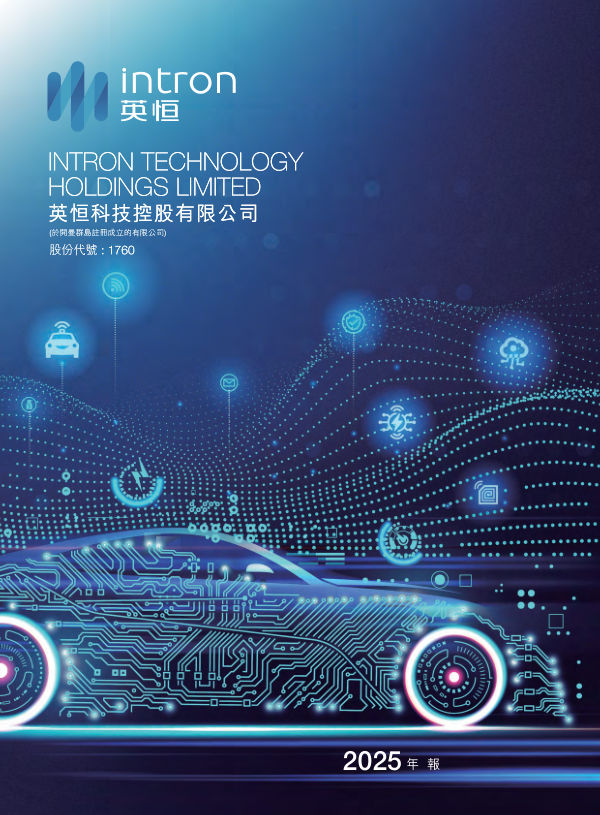 intron
英恒
INTRON TECHNOLOGY
HOLDINGS LIMITED
英恒科技控股有限公司
(於開曼群島註冊成立的有限公司)
股份代號 : 1760
2025 年 報